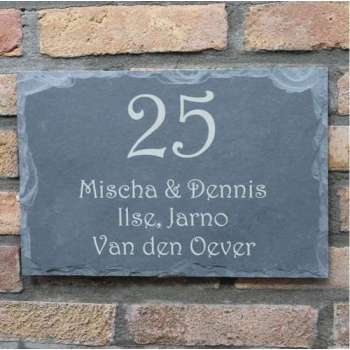 25
Mischa & Dennis
Ilse, Jarno
Van den Oever